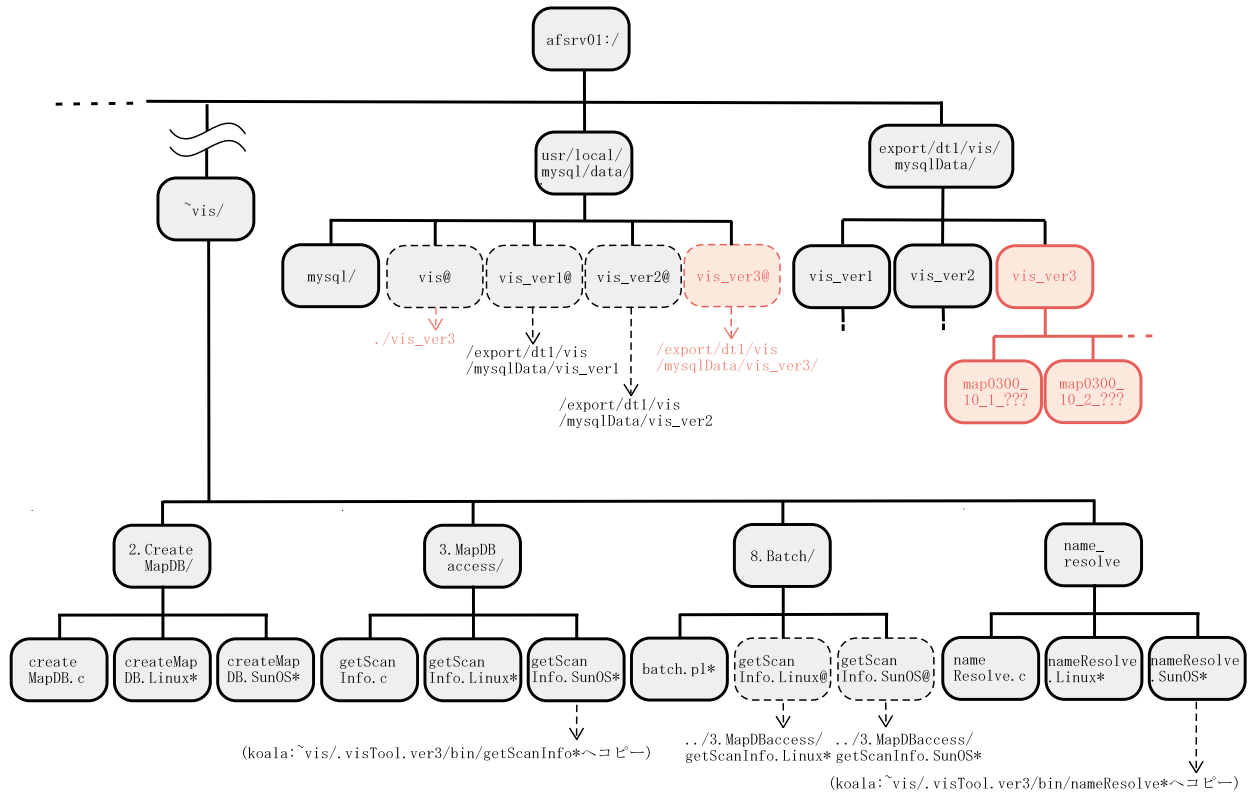 afsrv01:/
usr/local/
mysql/data/
export/dt1/vis/
mysqlData/
~vis/
mysql/
vis@
vis_ver1@
vis_ver2@
vis_ver3@
vis_ver1
vis_ver2
vis_ver3
./vis_ver3
/export/dt1/vis
/mysqlData/vis_ver1
/export/dt1/vis
/mysqlData/vis_ver3/
/export/dt1/vis
/mysqlData/vis_ver2
map0300_
10_1_???
map0300_
10_2_???
2.Create
MapDB/
3.MapDB
access/
8.Batch/
name_
resolve
create
MapDB.c
createMap
DB.Linux*
createMap
DB.SunOS*
getScan
Info.c
getScan
Info.Linux*
getScan
Info.SunOS*
batch.pl*
getScan
Info.Linux@
getScan
Info.SunOS@
name
Resolve.c
nameResolve
.Linux*
nameResolve
.SunOS*
(koala:~vis/.visTool.ver3/bin/getScanInfo*へコピー)
../3.MapDBaccess/
getScanInfo.Linux*
../3.MapDBaccess/
getScanInfo.SunOS*
(koala:~vis/.visTool.ver3/bin/nameResolve*へコピー)